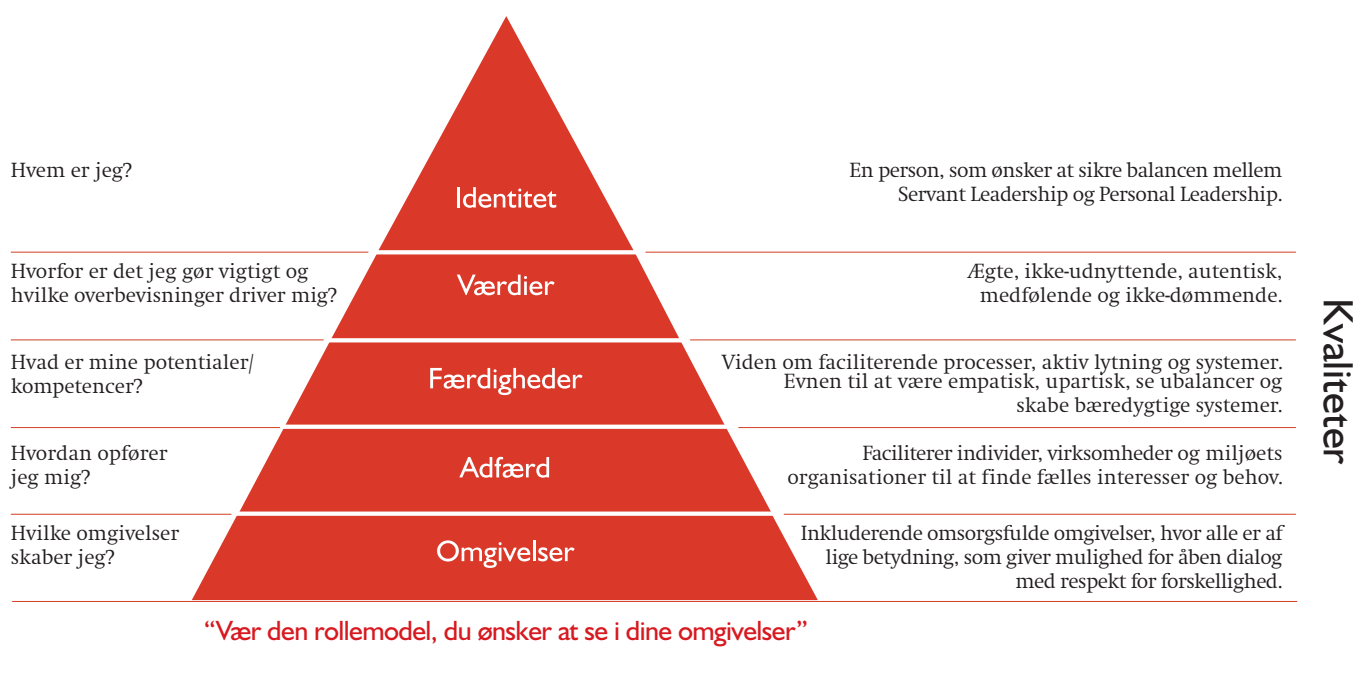 Hvem er jeg?
Identitet
En person, som ønsker at sikre balancen mellem
Servant Leadership og Personal Leadership.
Hvorfor er det jeg gør vigtigt og
hvilke overbevisninger driver mig?
Værdier
Ægte, ikke-udnyttende, autentisk,
medfølende og ikke-dømmende.
Hvad er mine potentialer/
kompetencer?
Færdigheder
Viden om faciliterende processer, aktiv lytning og systemer.
Evnen til at være empatisk, upartisk, se ubalancer og
skabe bæredygtige systemer.
Hvordan opfører
jeg mig?
Adfærd
Faciliterer individer, virksomheder og miljøets
organisationer til at finde fælles interesser og behov.
Hvilke omgivelser
skaber jeg?
Omgivelser
Inkluderende omsorgsfulde omgivelser, hvor alle er af
lige betydning, som giver mulighed for åben dialog
med respekt for forskellighed.
Kvaliteter
“Vær den rollemodel, du ønsker at se i dine omgivelser”